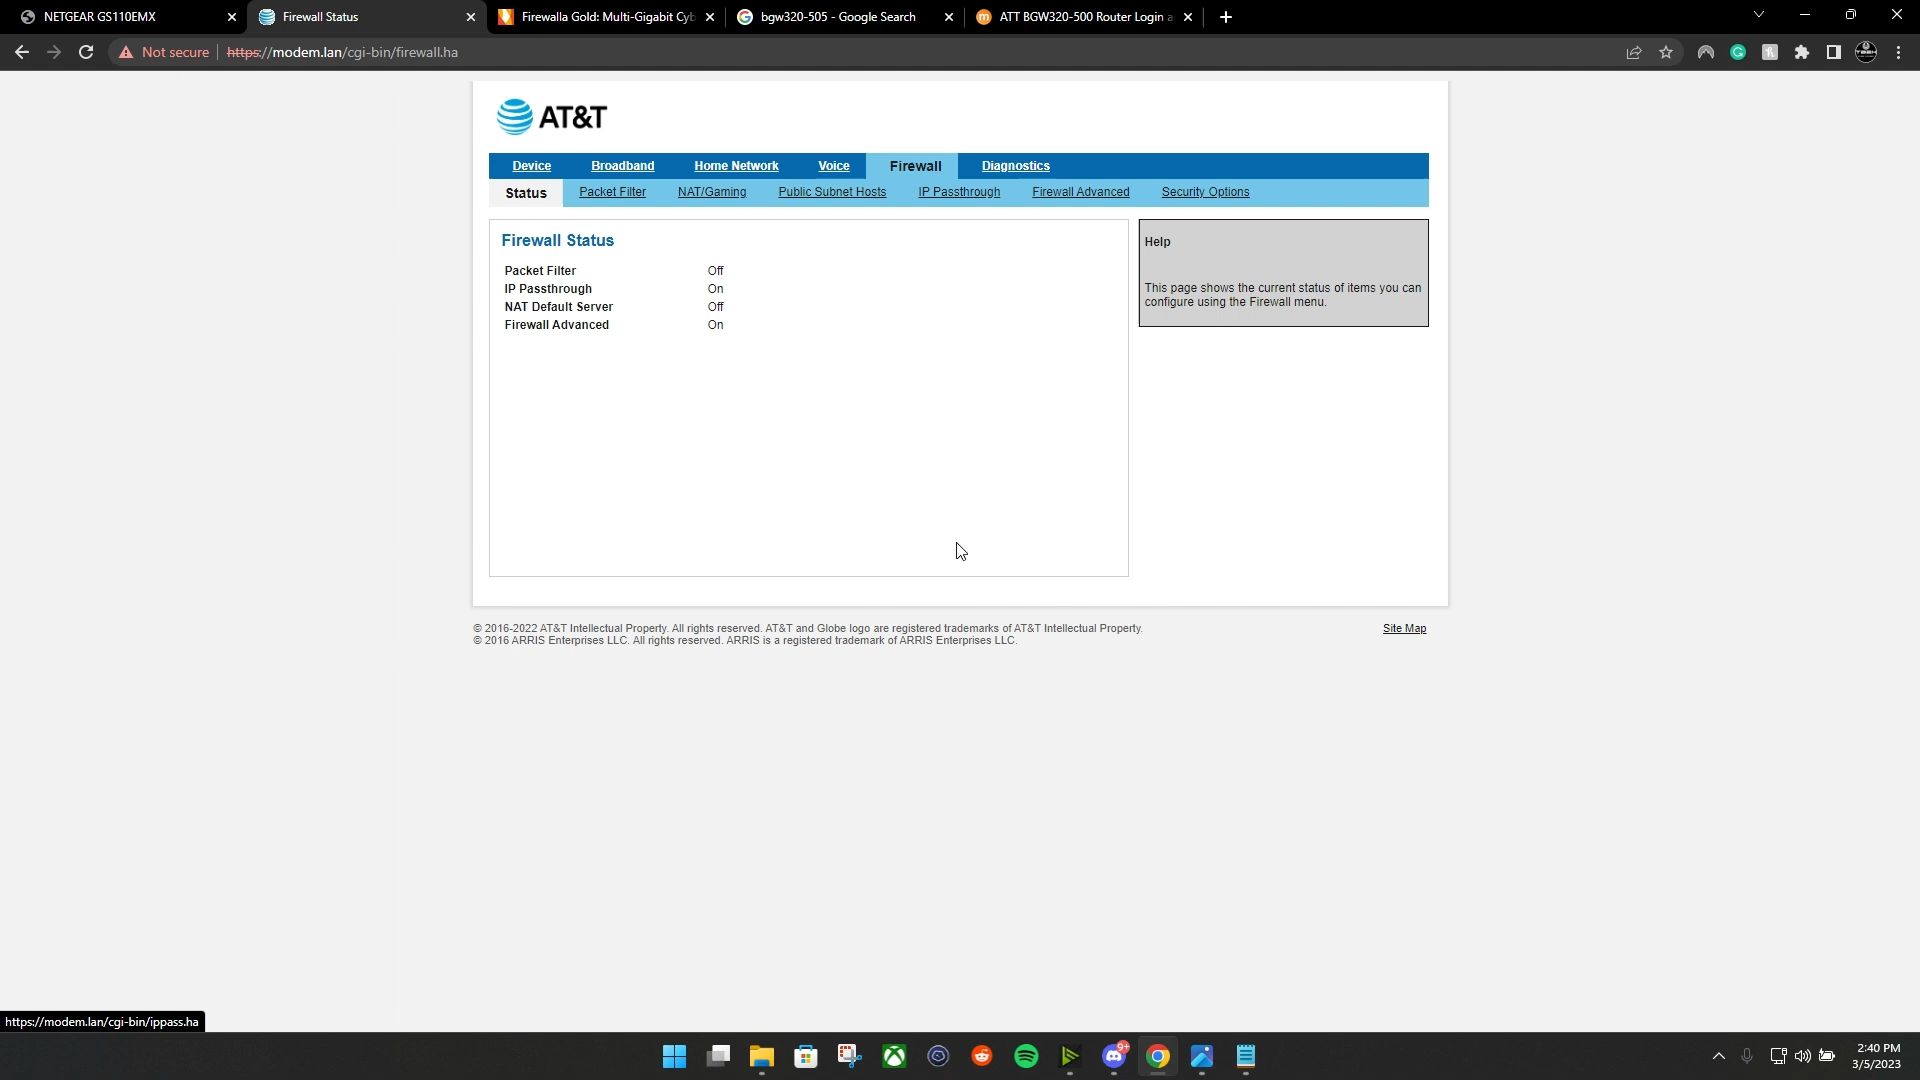 NETGEAR GS110EMX
Firewall Status
Firewalla Gold: Multi-Gigabit Cyb
bgw320-505 - Google Search
ATT BGW320-500 Router Login a
Not secure
https://modem.lan/cgi-bin/firewall.ha
AT&T
Device Broadband Home Network Voice Firewall Diagnostics
Status Packet Filter NAT/Gaming Public Subnet Hosts IP Passthrough Firewall Advanced Security Options
Firewall Status
Packet Filter Off
IP Passthrough On
NAT Default Server Off
Firewall Advanced On
Help
This page shows the current status of items you can
configure using the Firewall menu.
© 2016-2022 AT&T Intellectual Property. All rights reserved. AT&T and Globe logo are registered trademarks of AT&T Intellectual Property.
© 2016 ARRIS Enterprises LLC. All rights reserved. ARRIS is a registered trademark of ARRIS Enterprises LLC.
Site Map
https://modem.lan/cgi-bin/ippass.ha
9+
2:40 PM
3/5/2023